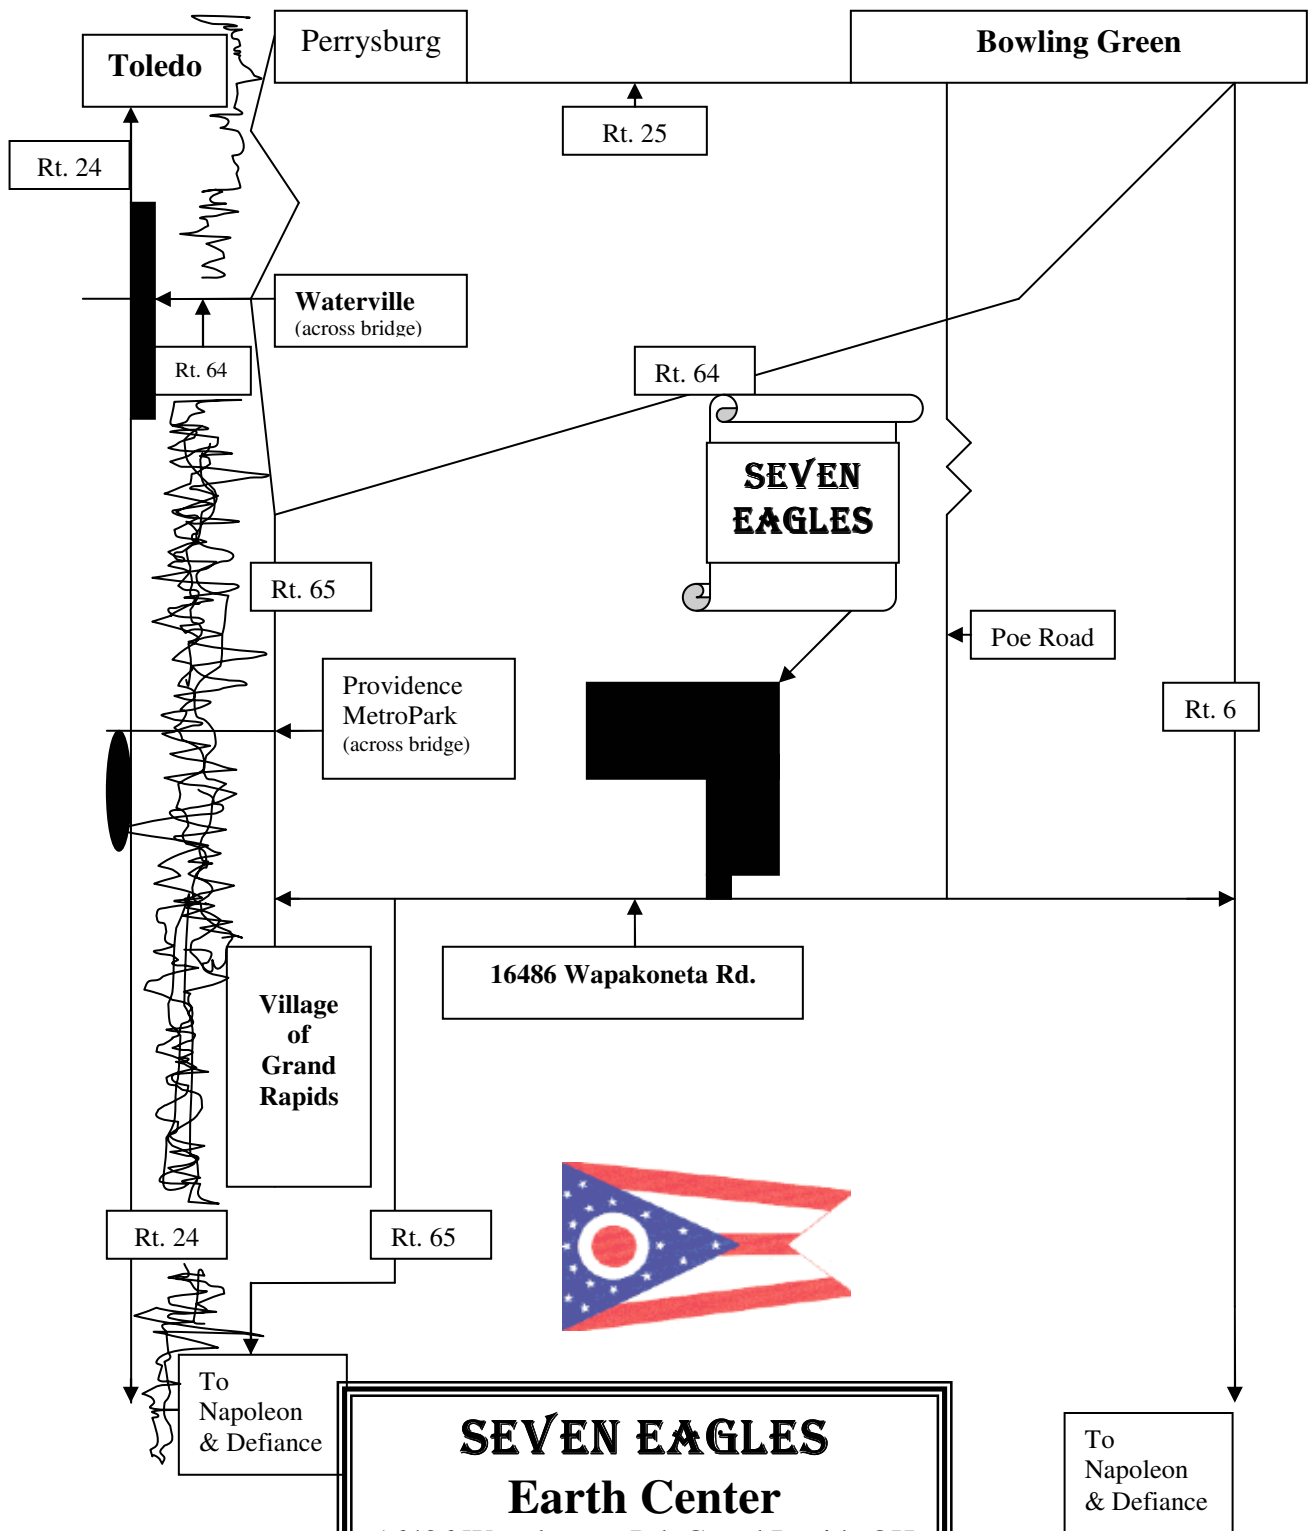 Perrysburg
Bowling Green
Toledo
Rt. 25
Rt. 24
Waterville
(across bridge)
Rt. 64
Rt. 64
SEVEN
EAGLES
Rt. 65
Poe Road
Providence
MetroPark
(across bridge)
Rt. 6
16486 Wapakoneta Rd.
Village
of
Grand
Rapids
Rt. 24
Rt. 65
To
Napoleon
& Defiance
SEVEN EAGLES
Earth Center
To
Napoleon
& Defiance